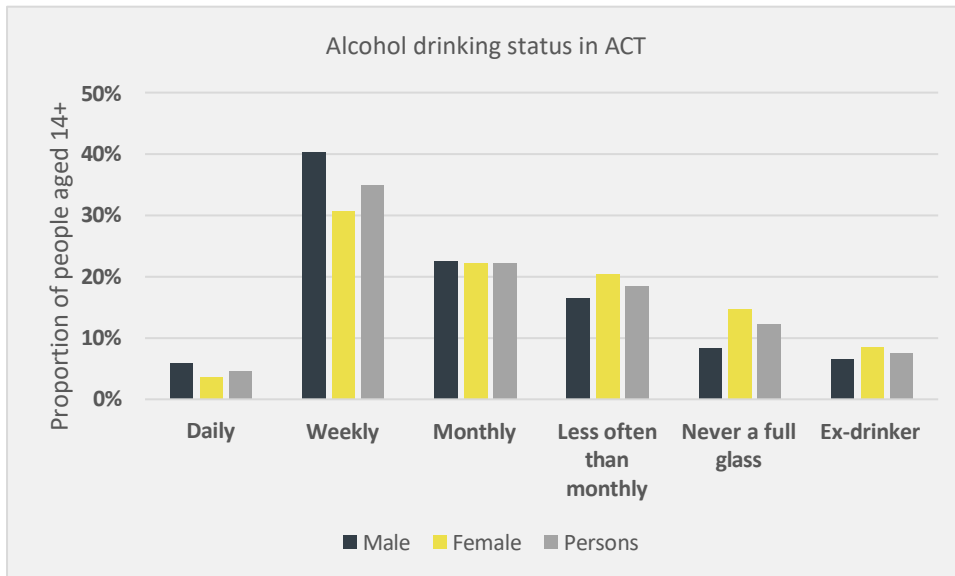 Alcohol drinking status in ACT
Proportion of people aged 14+
50%
40%
30%
20%
10%
0%
Daily
Weekly
Monthly
Less often
than
monthly
Never a full
glass
Ex-drinker
Male
Female
Persons